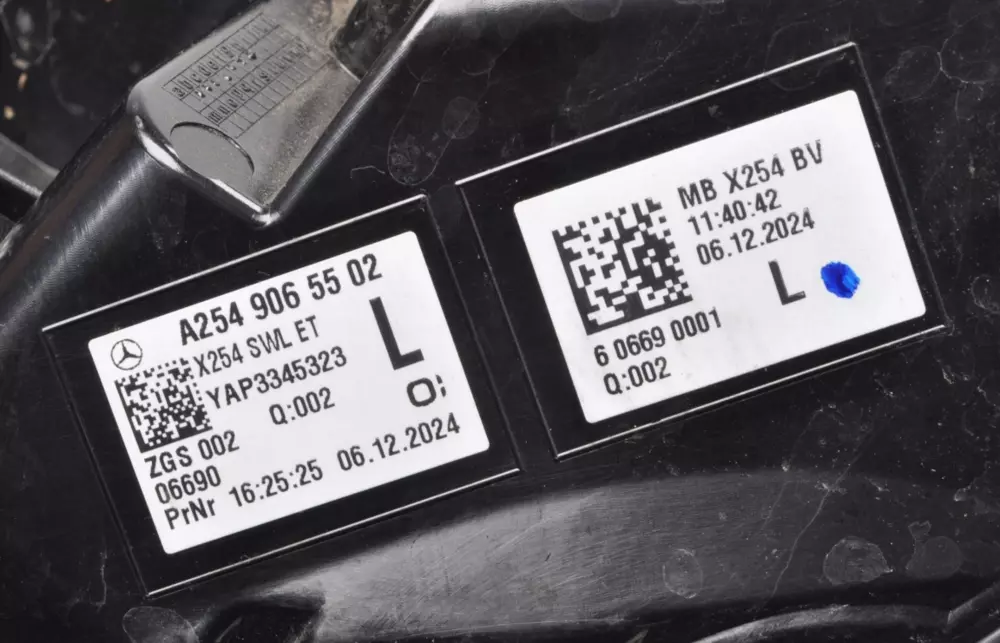 A254 906 55 02
X254 SWL ET
L
YAP3345323
Q:002
ZGS 002
06690
PrNr 16:25:25 06.12.2024
MB X254 BV
11:40:42
06.12.2024
L
6 0669 0001
Q:002